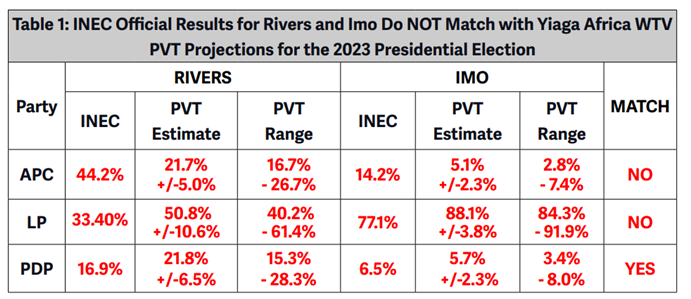 Table 1: INEC Official Results for Rivers and Imo Do NOT Match with Yiaga Africa WTV
PVT Projections for the 2023 Presidential Election
Party RIVERS IMO MATCH
INEC PVT Estimate PVT Range INEC PVT Estimate PVT Range
APC 44.2% 21.7% +/-5.0% 16.7% - 26.7% 14.2% 5.1% +/-2.3% 2.8% - 7.4% NO
LP 33.40% 50.8% +/-10.6% 40.2% - 61.4% 77.1% 88.1% +/-3.8% 84.3% - 91.9% NO
PDP 16.9% 21.8% +/-6.5% 15.3% - 28.3% 6.5% 5.7% +/-2.3% 3.4% - 8.0% YES